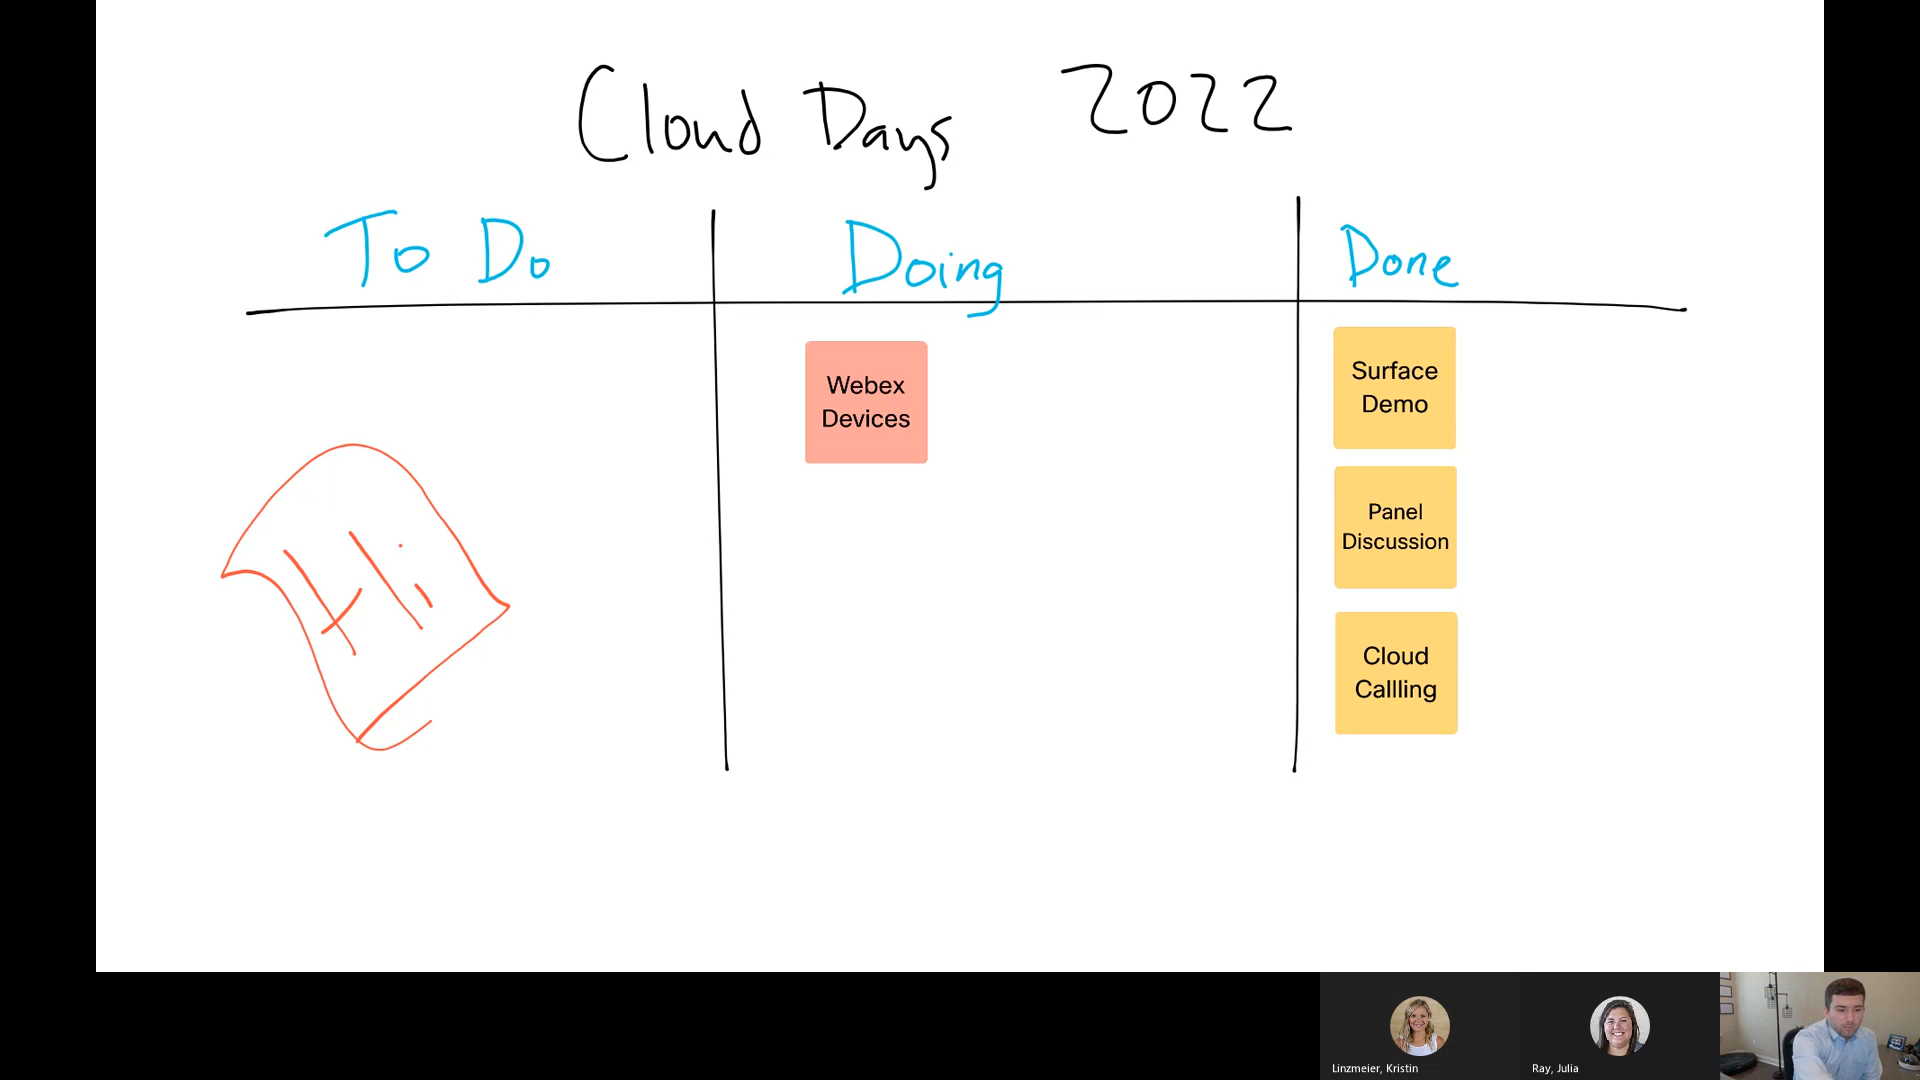 Cloud Days 2022
To Do
Doing
Done
Webex
Devices
Surface
Demo
Panel
Discussion
Cloud
Callling
Hi
Linzmeier, Kristin
Ray, Julia